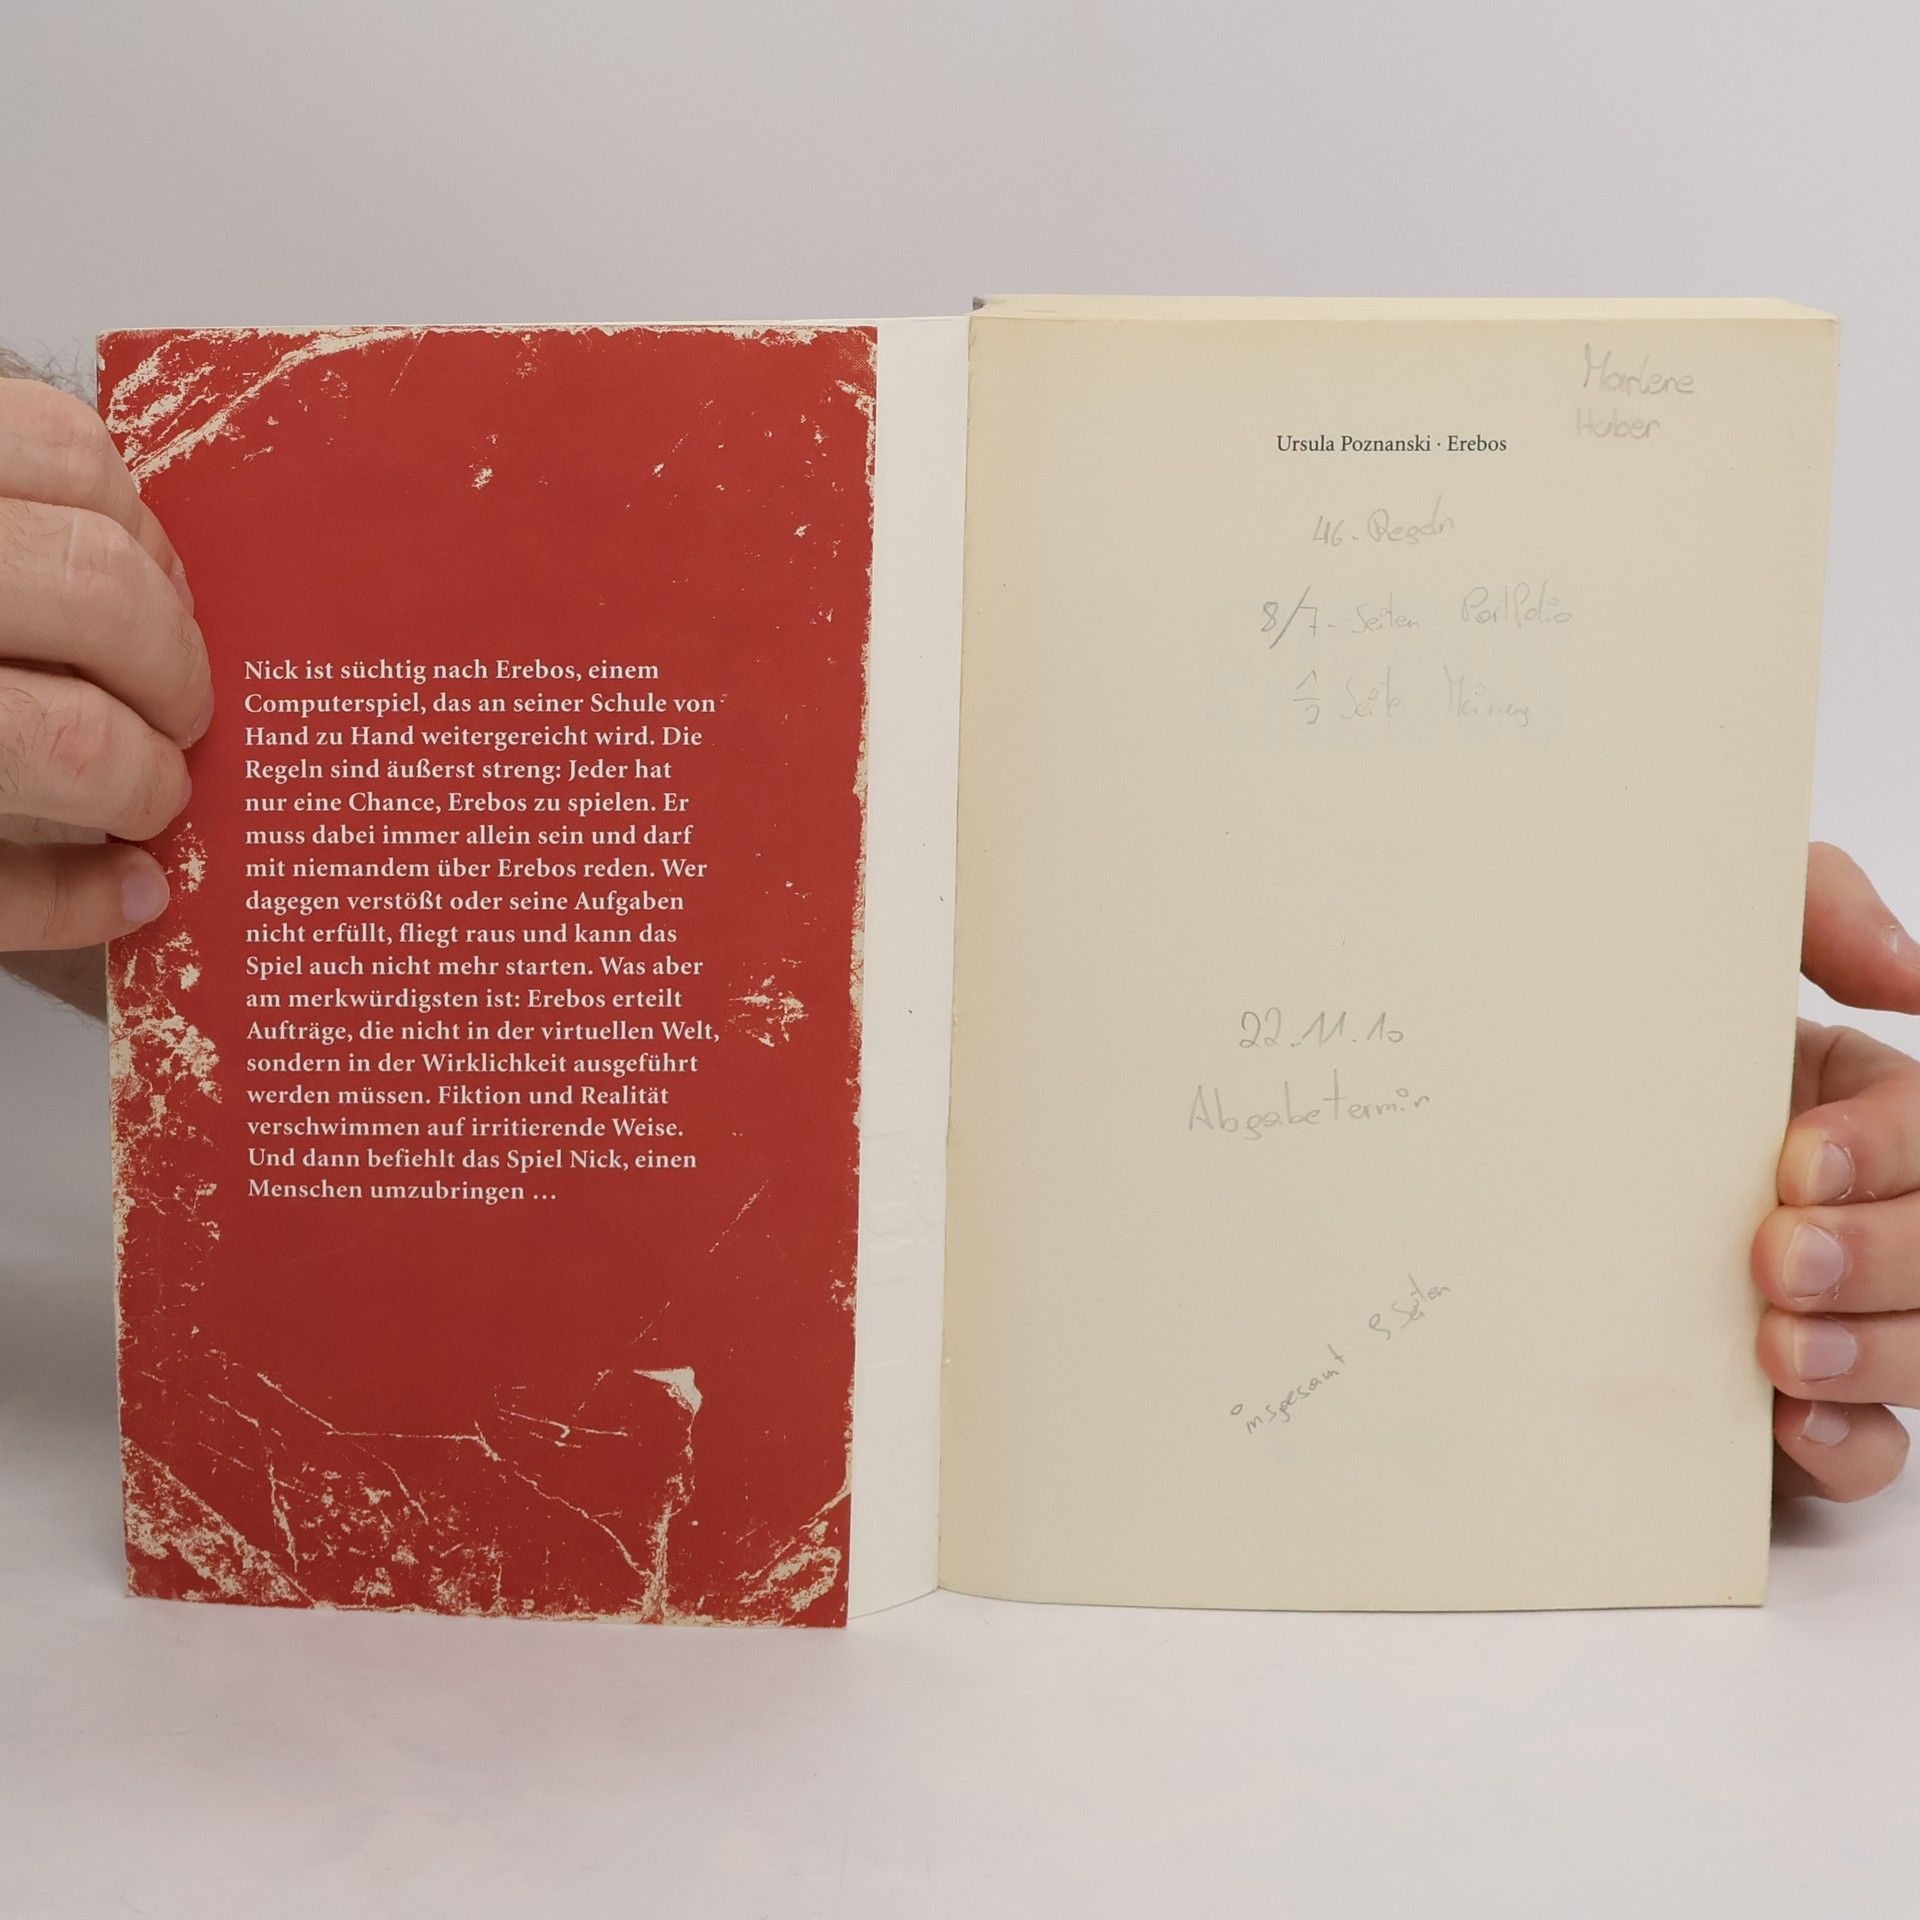 Nick ist süchtig nach Erebos, einem
Computerspiel, das an seiner Schule von
Hand zu Hand weitergereicht wird. Die
Regeln sind äußerst streng: Jeder hat
nur eine Chance, Erebos zu spielen. Er
muss dabei immer allein sein und darf
mit niemandem über Erebos reden. Wer
dagegen verstößt oder seine Aufgaben
nicht erfüllt, fliegt raus und kann das
Spiel auch nicht mehr starten. Was aber
am merkwürdigsten ist: Erebos erteilt
Aufträge, die nicht in der virtuellen Welt,
sondern in der Wirklichkeit ausgeführt
werden müssen. Fiktion und Realität
verschwimmen auf irritierende Weise.
Und dann befiehlt das Spiel Nick, einen
Menschen umzubringen …
Marlene
Ursula Poznanski · Erebos
46. Regeln
8/7- Seiten Portfolio
1/2 Seite Meinung
22.11.10
Abgabetermin
insgesamt Seiten